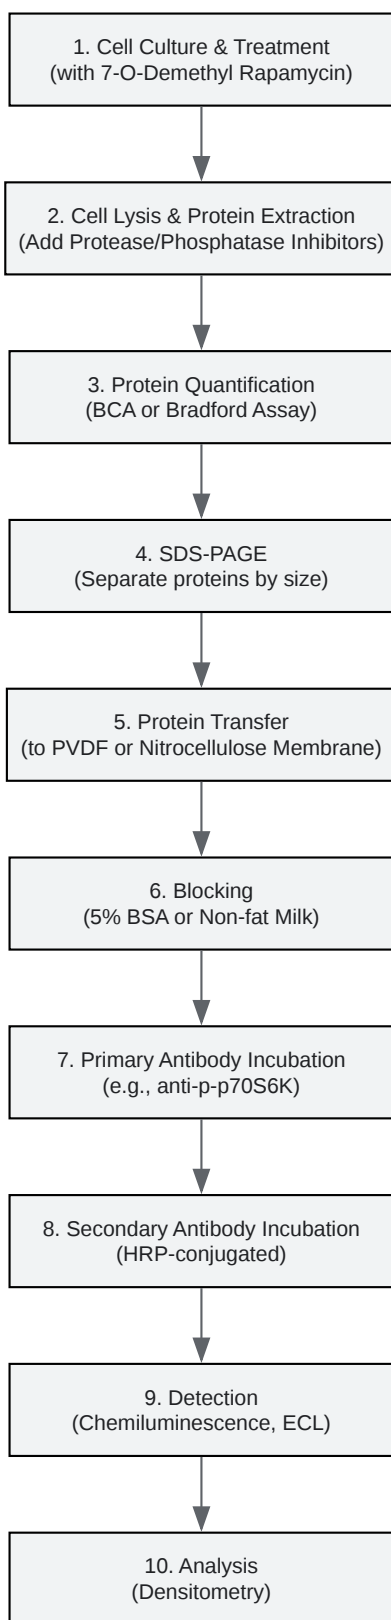 1. Cell Culture & Treatment
(with 7-O-Demethyl Rapamycin)
2. Cell Lysis & Protein Extraction
(Add Protease/Phosphatase Inhibitors)
3. Protein Quantification
(BCA or Bradford Assay)
4. SDS-PAGE
(Separate proteins by size)
5. Protein Transfer
(to PVDF or Nitrocellulose Membrane)
6. Blocking
(5% BSA or Non-fat Milk)
7. Primary Antibody Incubation
(e.g., anti-p-p70S6K)
8. Secondary Antibody Incubation
(HRP-conjugated)
9. Detection
(Chemiluminescence, ECL)
10. Analysis
(Densitometry)